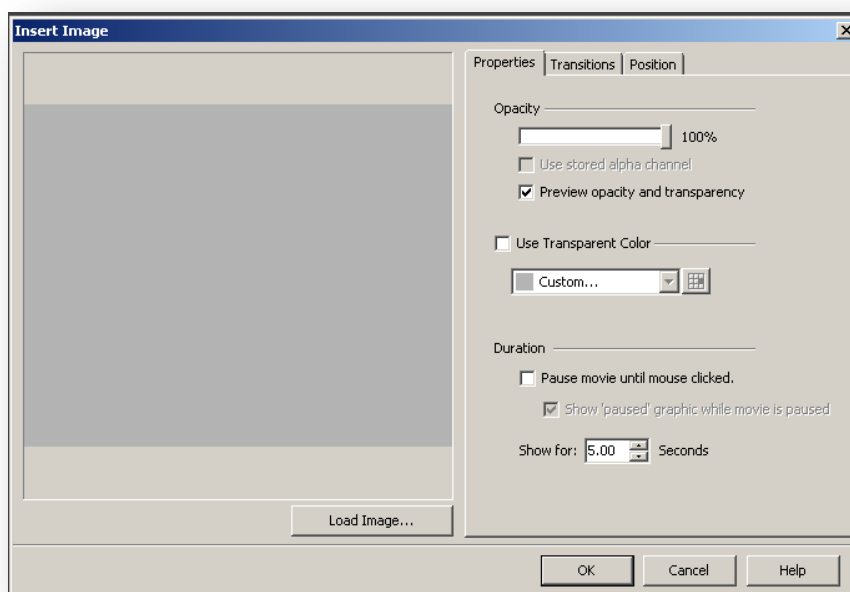 Insert Image
Properties Transitions Position
Opacity
100%
Use stored alpha channel
Preview opacity and transparency
Use Transparent Color
Custom...
Duration
Pause movie until mouse clicked.
Show 'paused' graphic while movie is paused
Show for: 5.00 Seconds
Load Image...
OK Cancel Help